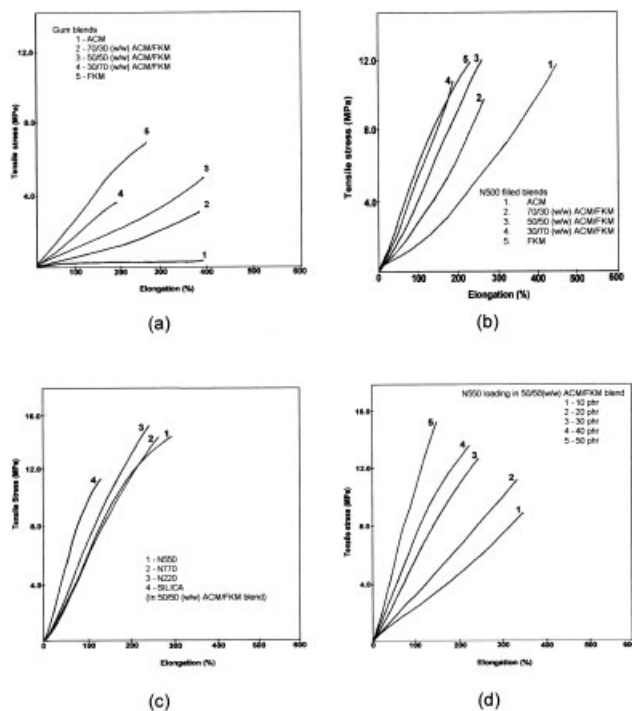 Gum blends
1 - ACM
2 - 70/30 (w/w) ACM/FKM
3 - 50/50 (w/w) ACM/FKM
4 - 30/70 (w/w) ACM/FKM
5 - FKM
12.0
8.0
4.0
Tensile stress (MPa)
5
4
3
2
1
100 200 300 400 500 600
Elongation (%)
(a)
12.0
8.0
4.0
0
Tensile stress (MPa)
4
5
3
2
1
N500 filled blends
1. ACM
2. 70/30 (w/w) ACM/FKM
3. 50/50 (w/w) ACM/FKM
4. 30/70 (w/w) ACM/FKM
5. FKM
0 100 200 300 400 500 600
Elongation (%)
(b)
16.0
12.0
4.0
Tensile Stress (MPa)
4
3
2
1
1 - N550
2 - N770
3 - N220
4 - SILICA
(In 50/50 (w/w) ACM/FKM blend)
0 100 200 300 400 500 600
Elongation (%)
(c)
N550 loading in 50/50(w/w) ACM/FKM blend
1 - 10 phr
2 - 20 phr
3 - 30 phr
4 - 40 phr
5 - 50 phr
16.0
12.0
8.0
4.0
Tensile stress (MPa)
5
4
3
2
1
0 100 200 300 400 500 600
Elongation (%)
(d)